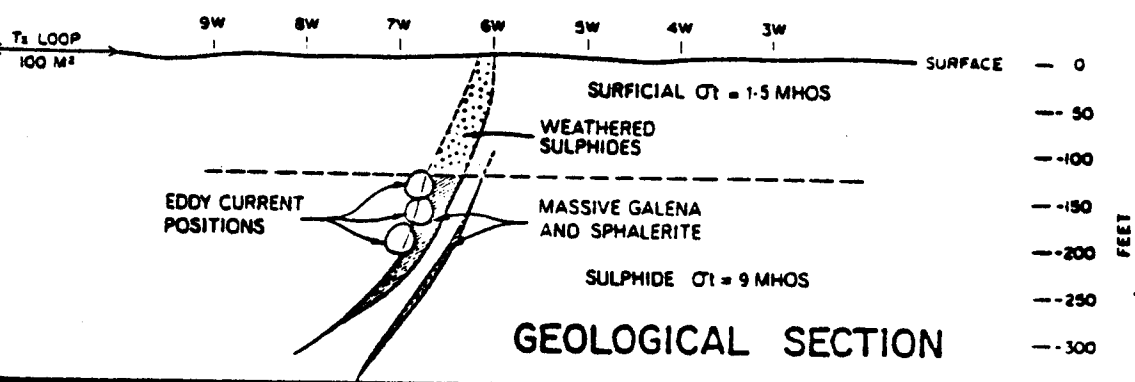 9W 8W 7W 6W 5W 4W 3W
Tx LOOP
100 M²
SURFACE
SURFICIAL σt = 1·5 MHOS
WEATHERED
SULPHIDES
EDDY CURRENT
POSITIONS
MASSIVE GALENA
AND SPHALERITE
SULPHIDE σt = 9 MHOS
GEOLOGICAL SECTION
0
-50
-100
-150
-200
-250
-300
FEET